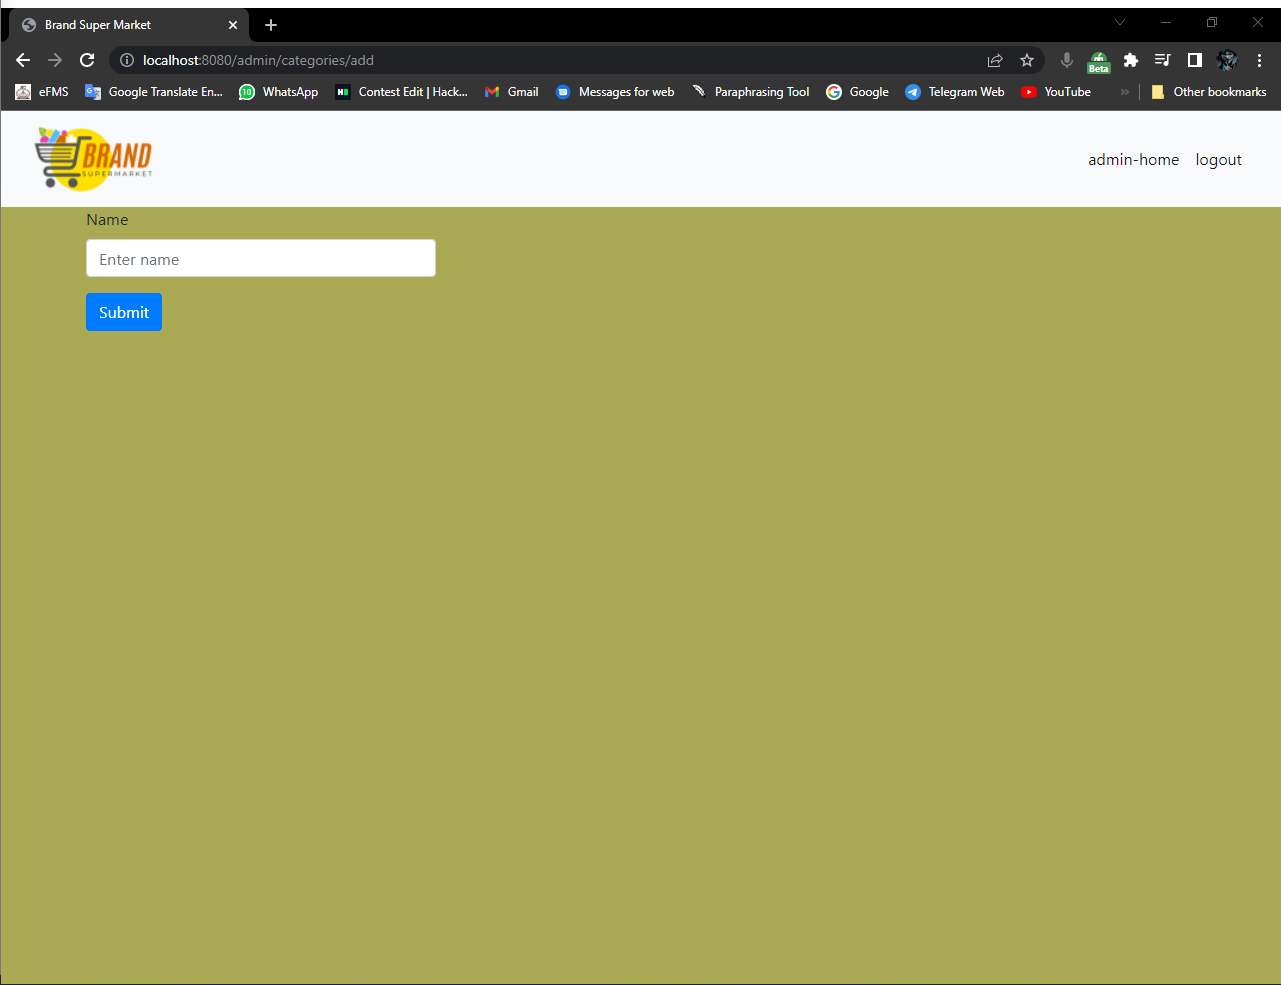 Brand Super Market
localhost:8080/admin/categories/add
Beta
eFMS Google Translate En... 10 WhatsApp Contest Edit | Hack... Gmail Messages for web Paraphrasing Tool Google Telegram Web YouTube » Other bookmarks
BRAND
SUPERMARKET
admin-home logout
Name
Enter name
Submit